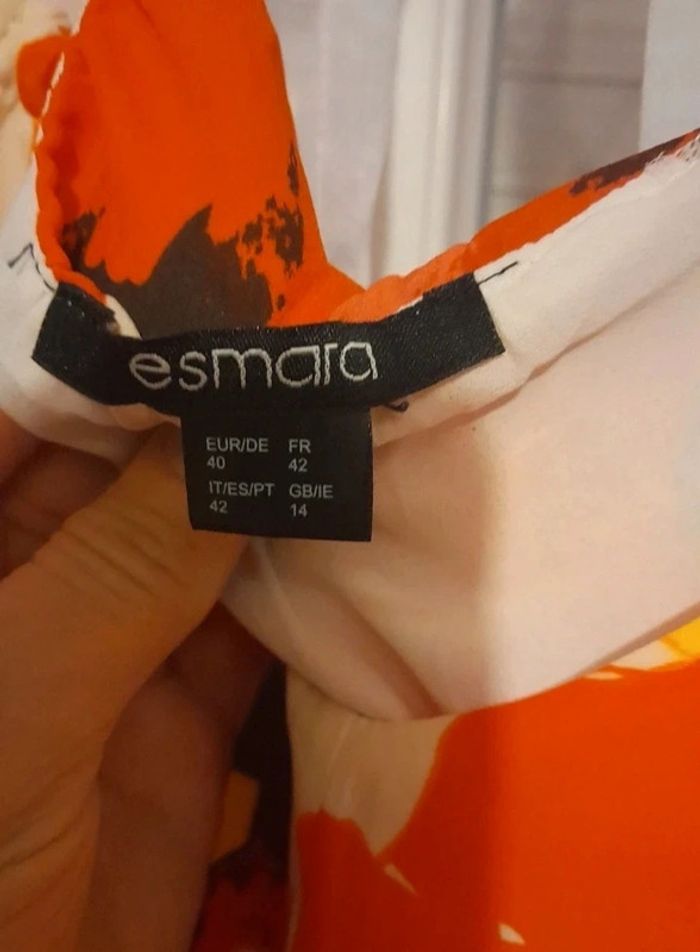 esmara
EUR/DE FR
40 42
IT/ES/PT GB/IE
42 14